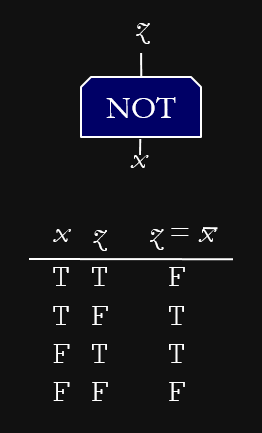 z
NOT
x
x z z = x̄
T T F
T F T
F T T
F F F